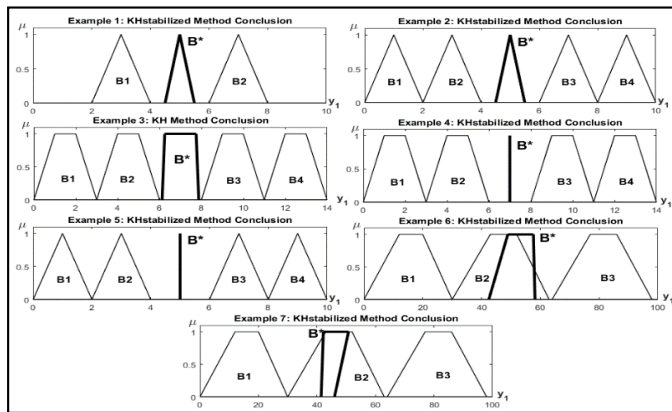 Example 1: KHstabilized Method Conclusion
μ
1
0.5
0
B1
B*
B2
0 2 4 6 8 10
y1
Example 2: KHstabilized Method Conclusion
μ
1
0.5
0
B1
B2
B*
B3
B4
0 2 4 6 8 10
y1
Example 3: KH Method Conclusion
μ
1
0.5
0
B1
B2
B*
B3
B4
0 2 4 6 8 10 12 14
y1
Example 4: KHstabilized Method Conclusion
μ
1
0.5
0
B1
B2
B*
B3
B4
0 2 4 6 8 10 12 14
y1
Example 5: KHstabilized Method Conclusion
μ
1
0.5
0
B1
B2
B*
B3
B4
0 2 4 6 8 10
y1
Example 6: KHstabilized Method Conclusion
μ
1
0.5
0
B1
B2
B*
B3
0 20 40 60 80 100
y1
Example 7: KHstabilized Method Conclusion
μ
1
0.5
0
B1
B*
B2
B3
0 20 40 60 80 100
y1